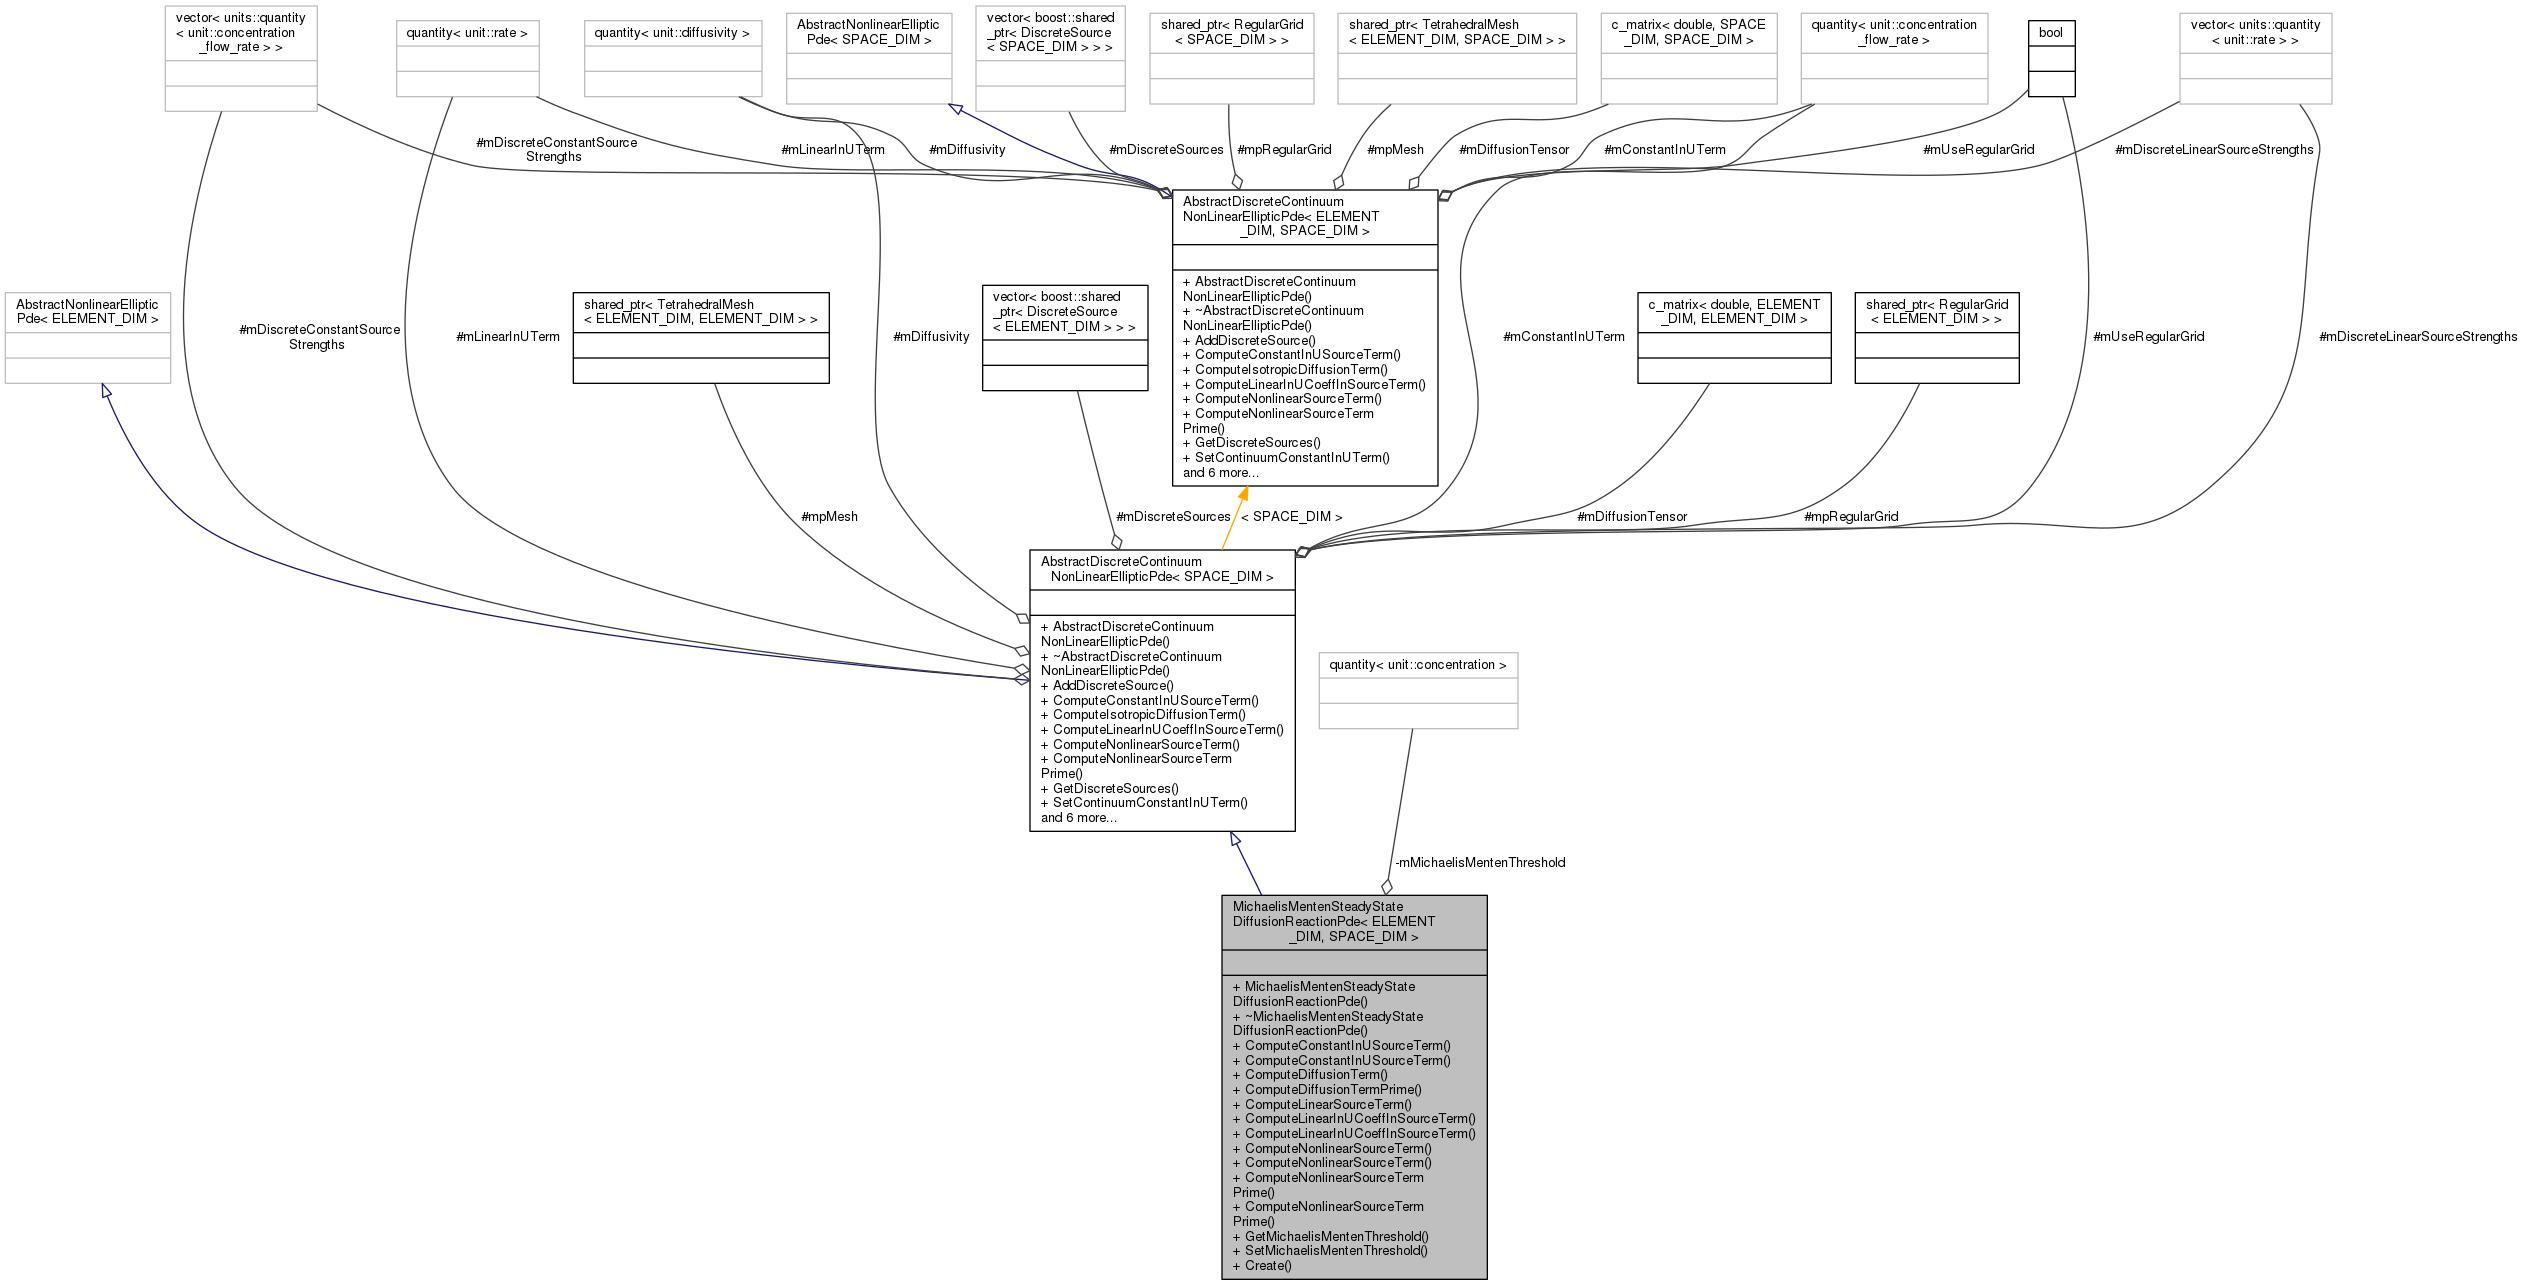 vector< units::quantity
< unit::concentration
_flow_rate > >
quantity< unit::rate >
quantity< unit::diffusivity >
AbstractNonlinearElliptic
Pde< SPACE_DIM >
vector< boost::shared
_ptr< DiscreteSource
< SPACE_DIM > > >
shared_ptr< RegularGrid
< SPACE_DIM > >
shared_ptr< TetrahedralMesh
< ELEMENT_DIM, SPACE_DIM > >
c_matrix< double, SPACE
_DIM, SPACE_DIM >
quantity< unit::concentration
_flow_rate >
bool
vector< units::quantity
< unit::rate > >
#mDiscreteConstantSource
Strengths
#mLinearInUTerm
#mDiffusivity
#mDiscreteSources
#mpRegularGrid
#mpMesh
#mDiffusionTensor
#mConstantInUTerm
#mUseRegularGrid
#mDiscreteLinearSourceStrengths
AbstractDiscreteContinuum
NonLinearEllipticPde< ELEMENT
_DIM, SPACE_DIM >
+ AbstractDiscreteContinuum
NonLinearEllipticPde()
+ ~AbstractDiscreteContinuum
NonLinearEllipticPde()
+ AddDiscreteSource()
+ ComputeConstantInUSourceTerm()
+ ComputeIsotropicDiffusionTerm()
+ ComputeLinearInUCoeffInSourceTerm()
+ ComputeNonlinearSourceTerm()
+ ComputeNonlinearSourceTerm
Prime()
+ GetDiscreteSources()
+ SetContinuumConstantInUTerm()
and 6 more...
AbstractNonlinearElliptic
Pde< ELEMENT_DIM >
#mDiscreteConstantSource
Strengths
#mLinearInUTerm
shared_ptr< TetrahedralMesh
< ELEMENT_DIM, ELEMENT_DIM > >
#mDiffusivity
vector< boost::shared
_ptr< DiscreteSource
< ELEMENT_DIM > > >
#mConstantInUTerm
c_matrix< double, ELEMENT
_DIM, ELEMENT_DIM >
shared_ptr< RegularGrid
< ELEMENT_DIM > >
#mUseRegularGrid
#mDiscreteLinearSourceStrengths
#mpMesh
#mDiscreteSources
< SPACE_DIM >
#mDiffusionTensor
#mpRegularGrid
AbstractDiscreteContinuum
NonLinearEllipticPde< SPACE_DIM >
+ AbstractDiscreteContinuum
NonLinearEllipticPde()
+ ~AbstractDiscreteContinuum
NonLinearEllipticPde()
+ AddDiscreteSource()
+ ComputeConstantInUSourceTerm()
+ ComputeIsotropicDiffusionTerm()
+ ComputeLinearInUCoeffInSourceTerm()
+ ComputeNonlinearSourceTerm()
+ ComputeNonlinearSourceTerm
Prime()
+ GetDiscreteSources()
+ SetContinuumConstantInUTerm()
and 6 more...
quantity< unit::concentration >
-mMichaelisMentenThreshold
MichaelisMentenSteadyState
DiffusionReactionPde< ELEMENT
_DIM, SPACE_DIM >
+ MichaelisMentenSteadyState
DiffusionReactionPde()
+ ~MichaelisMentenSteadyState
DiffusionReactionPde()
+ ComputeConstantInUSourceTerm()
+ ComputeConstantInUSourceTerm()
+ ComputeDiffusionTerm()
+ ComputeDiffusionTermPrime()
+ ComputeLinearSourceTerm()
+ ComputeLinearInUCoeffInSourceTerm()
+ ComputeLinearInUCoeffInSourceTerm()
+ ComputeNonlinearSourceTerm()
+ ComputeNonlinearSourceTerm()
+ ComputeNonlinearSourceTerm
Prime()
+ ComputeNonlinearSourceTerm
Prime()
+ GetMichaelisMentenThreshold()
+ SetMichaelisMentenThreshold()
+ Create()